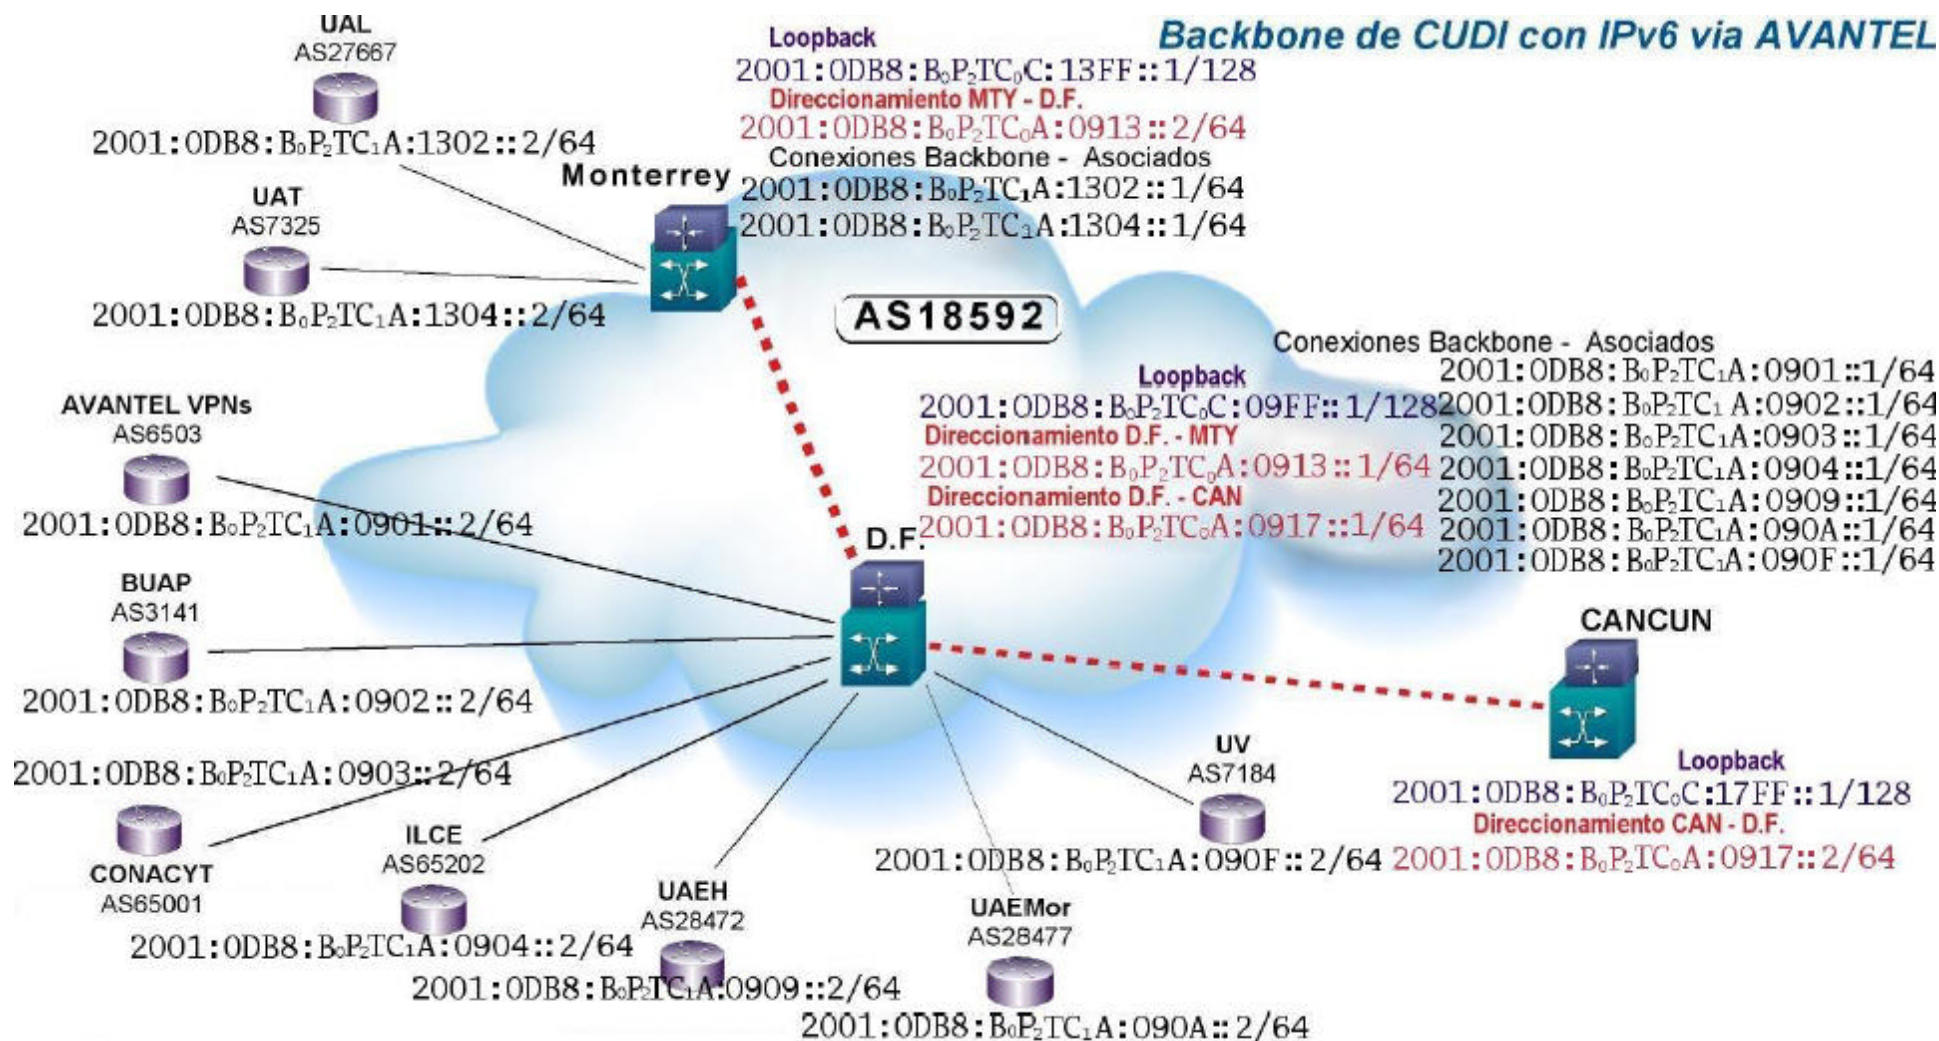 Backbone de CUDI con IPv6 via AVANTEL
UAL
AS27667
2001:0DB8:B₀P₂TC₁A:1302::2/64
UAT
AS7325
2001:0DB8:B₀P₂TC₁A:1304::2/64
Loopback
2001:0DB8:B₀P₂TC₀C:13FF::1/128
Direccionamiento MTY - D.F.
2001:0DB8:B₀P₂TC₀A:0913::2/64
Conexiones Backbone - Asociados
2001:0DB8:B₀P₂TC₁A:1302::1/64
2001:0DB8:B₀P₂TC₁A:1304::1/64
Monterrey
AS18592
Conexiones Backbone - Asociados
2001:0DB8:B₀P₂TC₁A:0901::1/64
2001:0DB8:B₀P₂TC₁A:0902::1/64
2001:0DB8:B₀P₂TC₁A:0903::1/64
2001:0DB8:B₀P₂TC₁A:0904::1/64
2001:0DB8:B₀P₂TC₁A:0909::1/64
2001:0DB8:B₀P₂TC₁A:090A::1/64
2001:0DB8:B₀P₂TC₁A:090F::1/64
Loopback
2001:0DB8:B₀P₂TC₀C:09FF::1/128
Direccionamiento D.F. - MTY
2001:0DB8:B₀P₂TC₀A:0913::1/64
Direccionamiento D.F. - CAN
2001:0DB8:B₀P₂TC₀A:0917::1/64
D.F.
AVANTEL VPNs
AS6503
2001:0DB8:B₀P₂TC₁A:0901::2/64
BUAP
AS3141
2001:0DB8:B₀P₂TC₁A:0902::2/64
2001:0DB8:B₀P₂TC₁A:0903::2/64
CONACYT
AS65001
ILCE
AS65202
2001:0DB8:B₀P₂TC₁A:0904::2/64
UAEH
AS28472
2001:0DB8:B₀P₂TC₁A:0909::2/64
UAEMor
AS28477
2001:0DB8:B₀P₂TC₁A:090A::2/64
UV
AS7184
2001:0DB8:B₀P₂TC₁A:090F::2/64
CANCUN
Loopback
2001:0DB8:B₀P₂TC₀C:17FF::1/128
Direccionamiento CAN - D.F.
2001:0DB8:B₀P₂TC₀A:0917::2/64